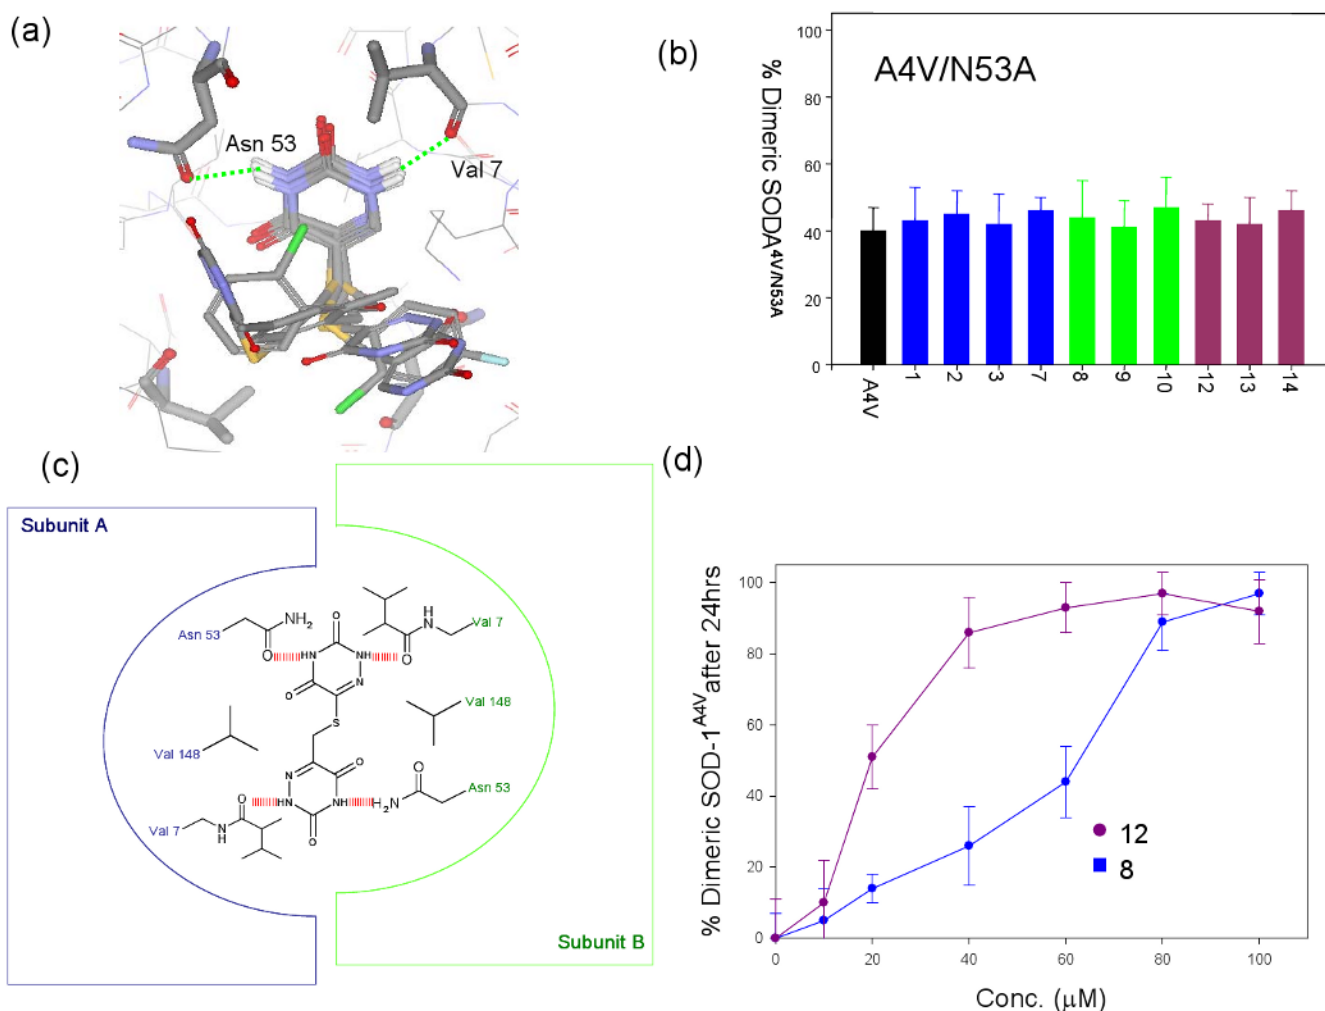 (a)
Asn 53
Val 7
(b)
A4V/N53A
% Dimeric SODA4V/N53A
100
80
60
40
20
0
A4V
1
2
3
7
8
9
10
12
13
14
(c)
Subunit A
Subunit B
Asn 53
NH2
O
O
HN
NH
O
N
S
H
N
O
Val 7
Val 148
Val 148
N
O
NH
NH
O
O
H2N
Asn 53
Val 7
O
N
H
(d)
% Dimeric SOD-1A4V after 24hrs
100
80
60
40
20
0
0
20
40
60
80
100
12
8
Conc. (µM)